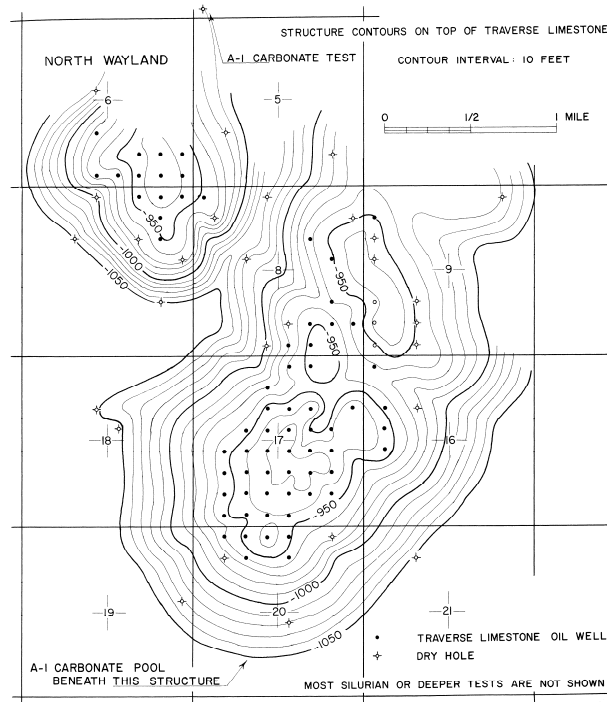 STRUCTURE CONTOURS ON TOP OF TRAVERSE LIMESTONE
NORTH WAYLAND
A-1 CARBONATE TEST
CONTOUR INTERVAL: 10 FEET
6
5
0 1/2 1 MILE
-950
-1000
-1050
8
9
-950
-950
18
17
16
-950
-1000
19
20
21
-1050
TRAVERSE LIMESTONE OIL WELL
DRY HOLE
A-1 CARBONATE POOL
BENEATH THIS STRUCTURE
MOST SILURIAN OR DEEPER TESTS ARE NOT SHOWN